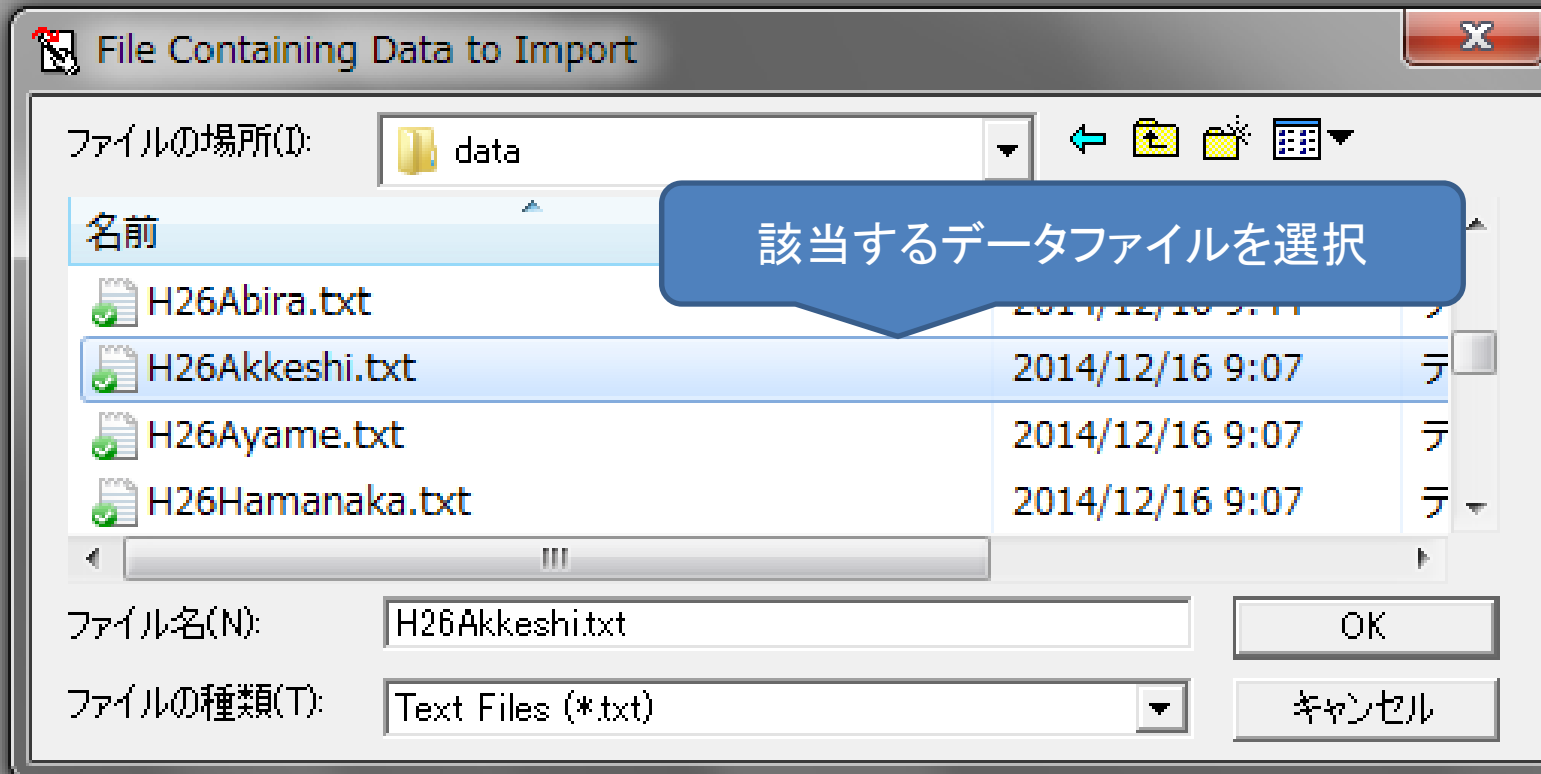 File Containing Data to Import
ファイルの場所(I):
data
名前
該当するデータファイルを選択
H26Abira.txt
H26Akkeshi.txt 2014/12/16 9:07 テ
H26Ayame.txt 2014/12/16 9:07 テ
H26Hamanaka.txt 2014/12/16 9:07 テ
ファイル名(N): H26Akkeshi.txt OK
ファイルの種類(T): Text Files (*.txt) キャンセル